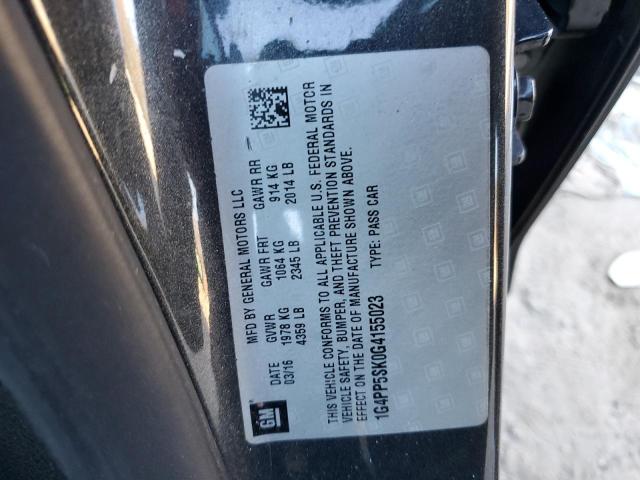 MFD BY GENERAL MOTORS LLC
DATE GVWR GAWR FRT GAWR RR
03/16 1978 KG 1064 KG 914 KG
4359 LB 2345 LB 2014 LB
GM
THIS VEHICLE CONFORMS TO ALL APPLICABLE U.S. FEDERAL MOTOR
VEHICLE SAFETY, BUMPER, AND THEFT PREVENTION STANDARDS IN
EFFECT ON THE DATE OF MANUFACTURE SHOWN ABOVE.
1G4PP5SK0G4155023 TYPE: PASS CAR